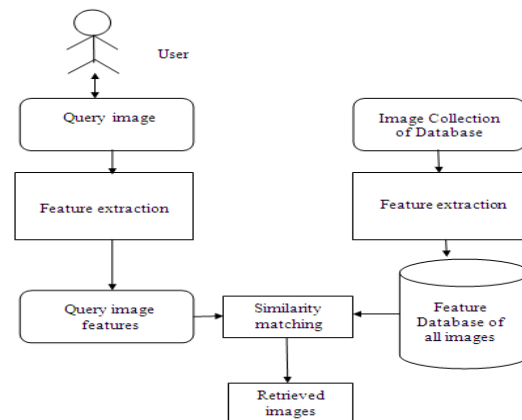 User
Query image
Image Collection
of Database
Feature extraction
Feature extraction
Query image
features
Similarity
matching
Feature
Database of
all images
Retrieved
images